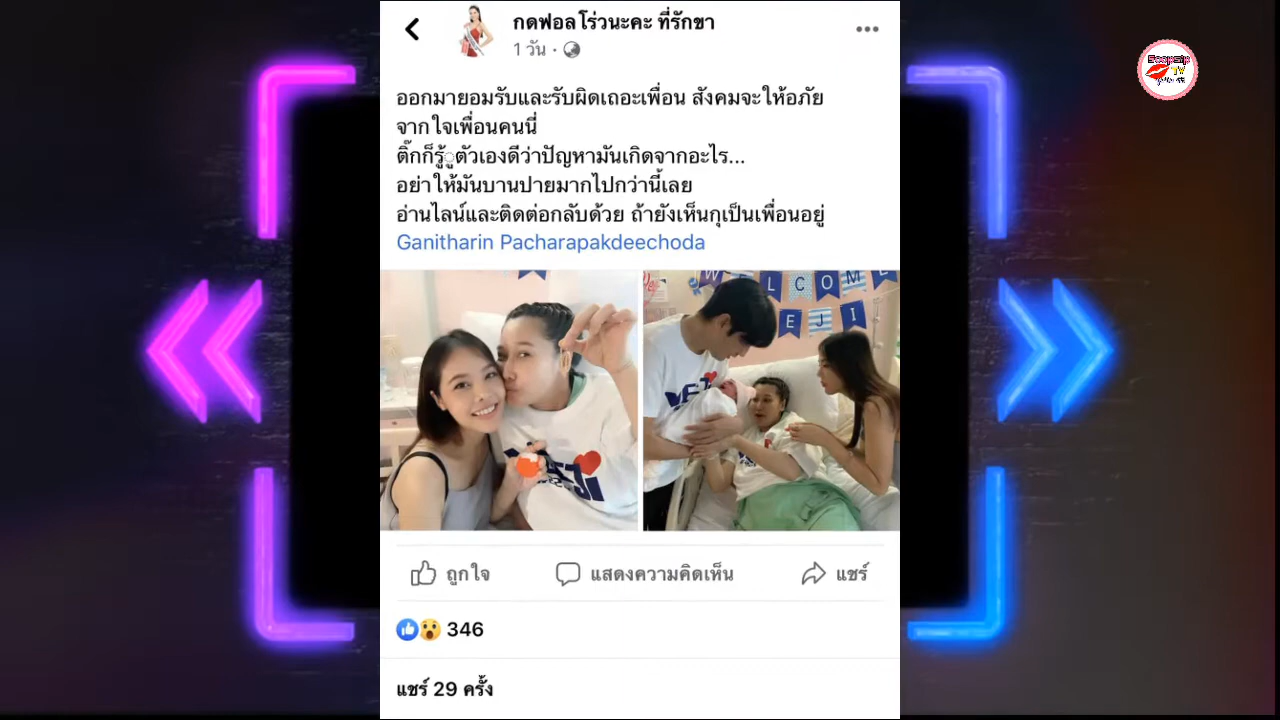 กดฟอลโร่วนะคะ ที่รักขา
1 วัน ·
ออกมายอมรับและรับผิดเถอะเพื่อน สังคมจะให้อภัย
จากใจเพื่อนคนนี่
ติ๊กก็รูู้ตัวเองดีว่าปัญหามันเกิดจากอะไร...
อย่าให้มันบานปายมากไปกว่านี้เลย
อ่านไลน์และติดต่อกลับด้วย ถ้ายังเห็นกุเป็นเพื่อนอยู่
Ganitharin Pacharapakdeechoda
WELCOME
EJI
ถูกใจ
แสดงความคิดเห็น
แชร์
346
แชร์ 29 ครั้ง